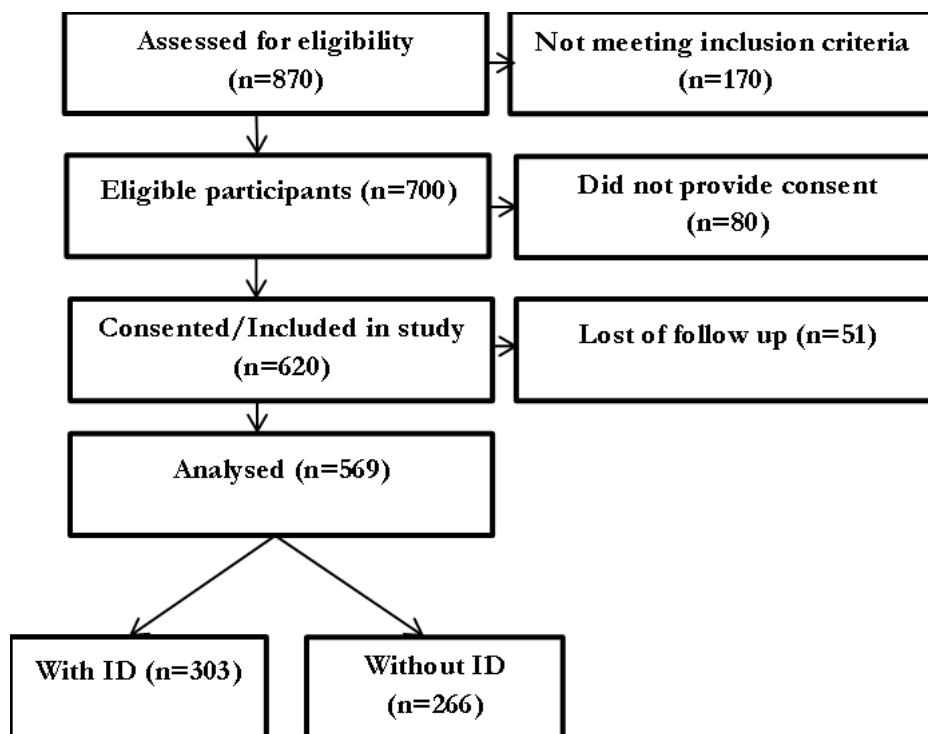 Assessed for eligibility
(n=870)
Not meeting inclusion criteria
(n=170)
Eligible participants (n=700)
Did not provide consent
(n=80)
Consented/Included in study
(n=620)
Lost of follow up (n=51)
Analysed (n=569)
With ID (n=303)
Without ID
(n=266)